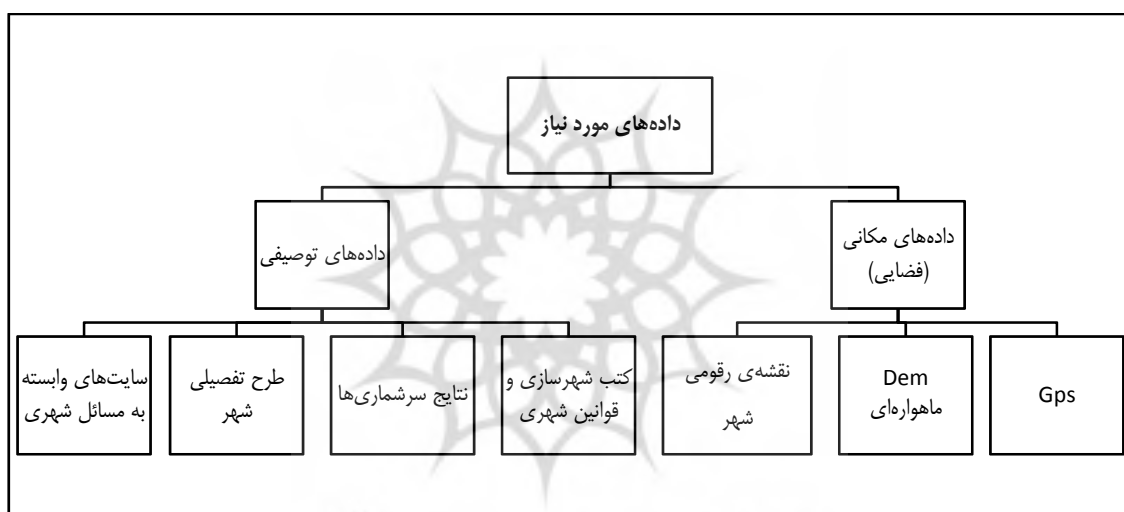 داده‌های مورد نیاز
داده‌های مکانی
(فضایی)
داده‌های توصیفی
Gps
Dem
ماهواره‌ای
نقشه‌ی رقومی
شهر
کتب شهرسازی و
قوانین شهری
نتایج سرشماری‌ها
طرح تفصیلی
شهر
سایت‌های وابسته
به مسائل شهری